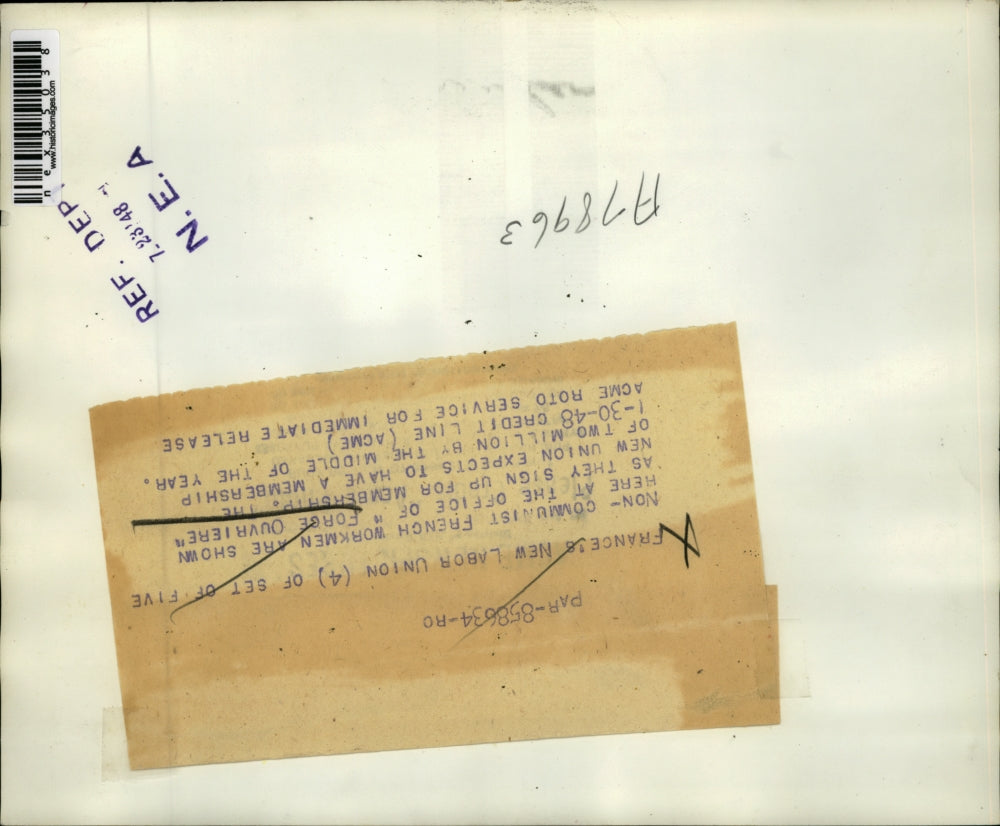 PAR-858634-RO
FRANCE'S NEW LABOR UNION (4) OF SET OF FIVE
NON- COMMUNIST FRENCH WORKMEN ARE SHOWN
HERE AT THE OFFICE OF " FORCE OUVRIERE"
AS THEY SIGN UP FOR MEMBERSHIP. THE
NEW UNION EXPECTS TO HAVE A MEMBERSHIP
OF TWO MILLION BY THE MIDDLE OF THE YEAR.
1-30-48 CREDIT LINE (ACME)
ACME ROTO SERVICE FOR IMMEDIATE RELEASE
A78963
REF. DEPT.
7-23-48
N.E.A
nex35038
www.historicimages.com